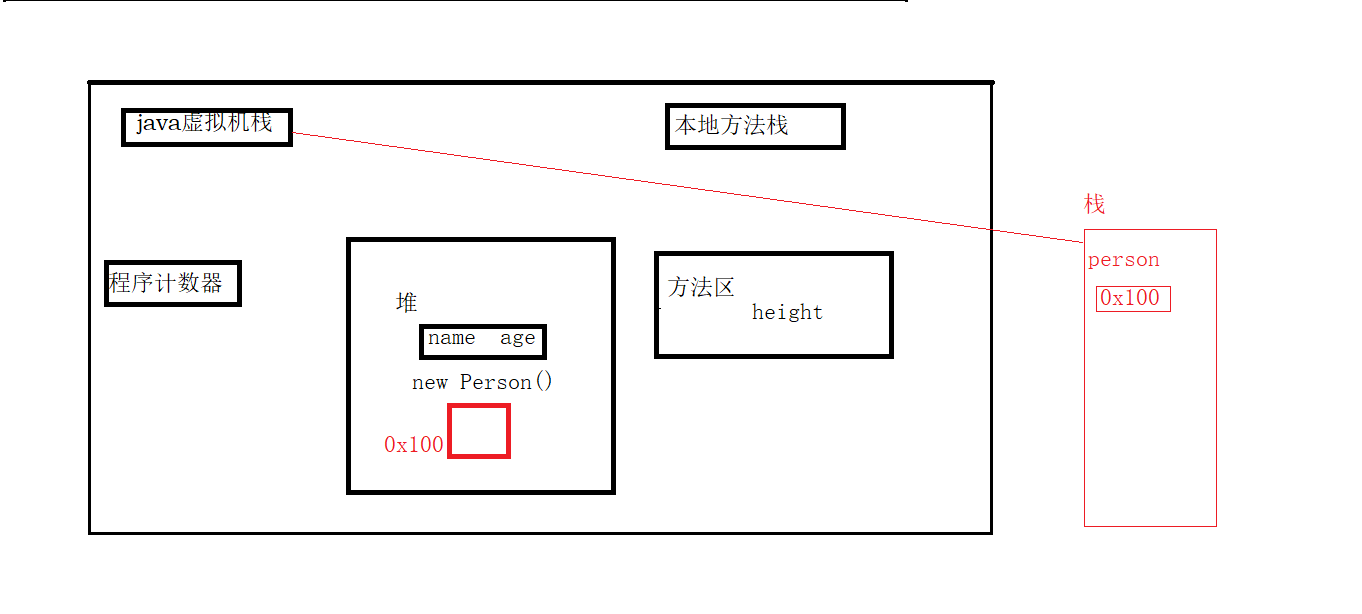 java虚拟机栈
本地方法栈
栈
person
0x100
程序计数器
堆
name age
new Person()
0x100
方法区
height